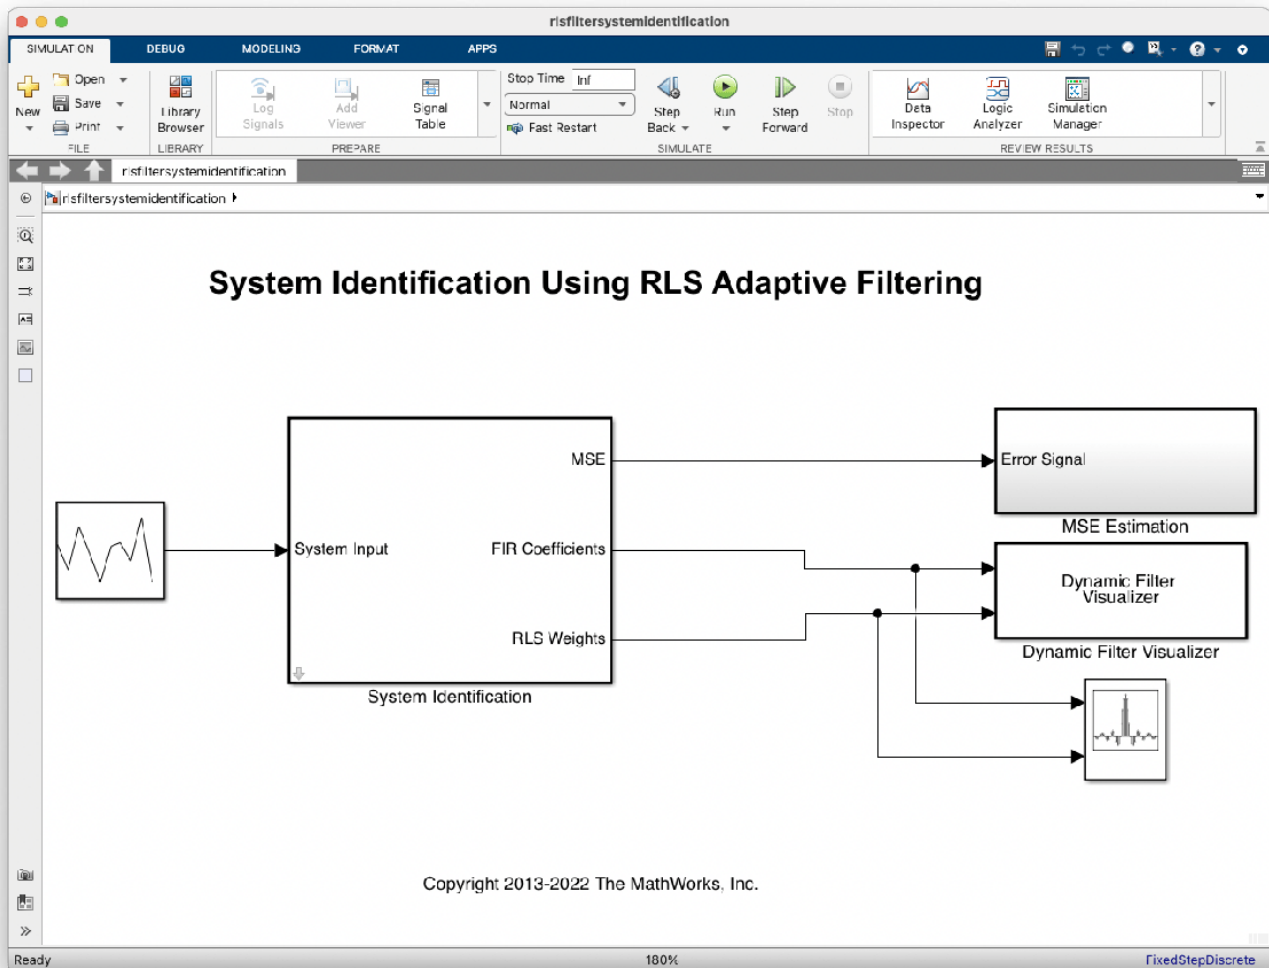 rlsfiltersystemidentification
SIMULATION DEBUG MODELING FORMAT APPS
New
Open
Save
Print
FILE
Library
Browser
LIBRARY
Log
Signals
Add
Viewer
Signal
Table
PREPARE
Stop Time Inf
Normal
Fast Restart
Step
Back
Run
Step
Forward
Stop
SIMULATE
Data
Inspector
Logic
Analyzer
Simulation
Manager
REVIEW RESULTS
rlsfiltersystemidentification
rlsfiltersystemidentification
System Identification Using RLS Adaptive Filtering
System Input
MSE
FIR Coefficients
RLS Weights
System Identification
Error Signal
MSE Estimation
Dynamic Filter
Visualizer
Dynamic Filter Visualizer
Copyright 2013-2022 The MathWorks, Inc.
Ready 180% FixedStepDiscrete